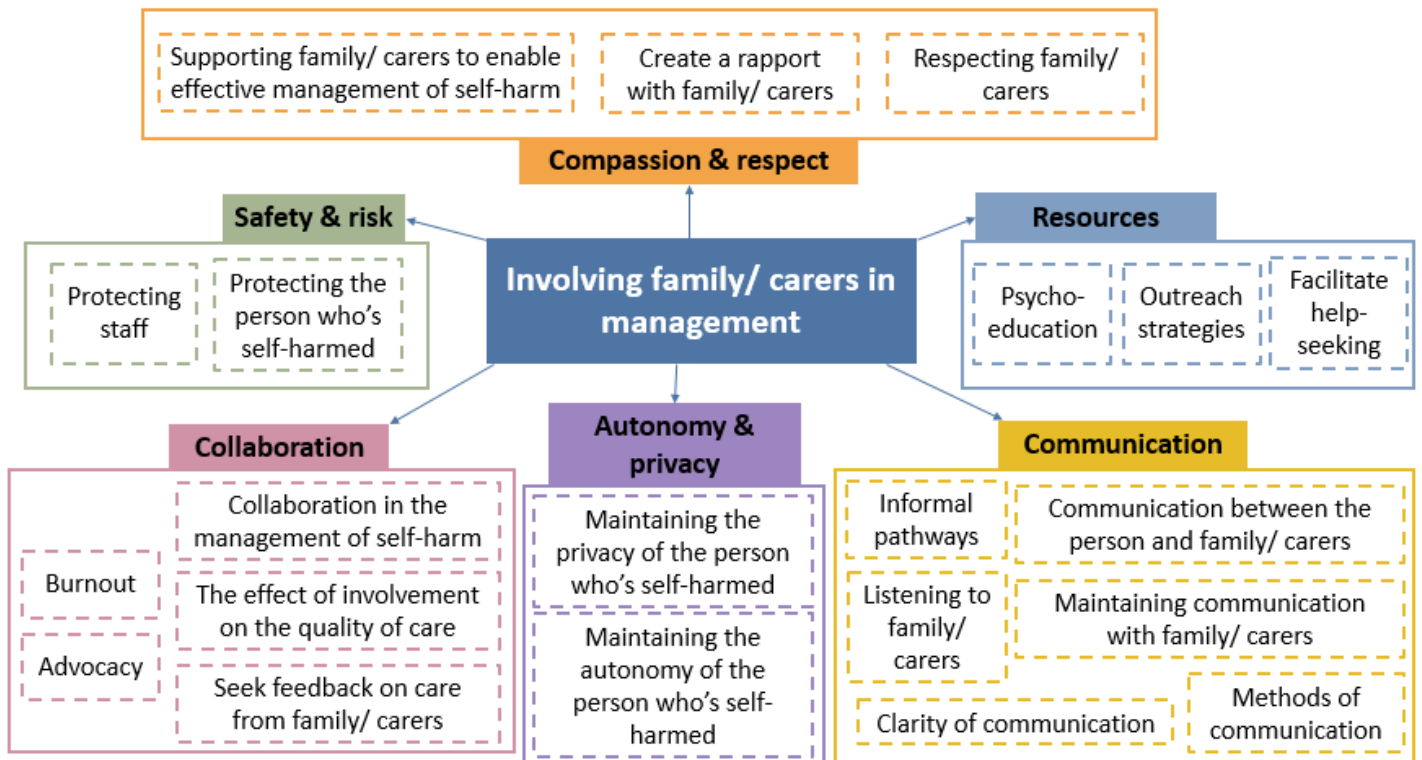 Supporting family/ carers to enable
effective management of self-harm
Create a rapport
with family/ carers
Respecting family/
carers
Compassion & respect
Safety & risk
Protecting
staff
Protecting the
person who's
self-harmed
Involving family/ carers in
management
Resources
Psycho-
education
Outreach
strategies
Facilitate
help-
seeking
Collaboration
Burnout
Advocacy
Collaboration in the
management of self-harm
The effect of involvement
on the quality of care
Seek feedback on care
from family/ carers
Autonomy &
privacy
Maintaining the
privacy of the person
who's self-harmed
Maintaining the
autonomy of the
person who's self-
harmed
Communication
Informal
pathways
Communication between the
person and family/ carers
Listening to
family/
carers
Maintaining communication
with family/ carers
Clarity of communication
Methods of
communication